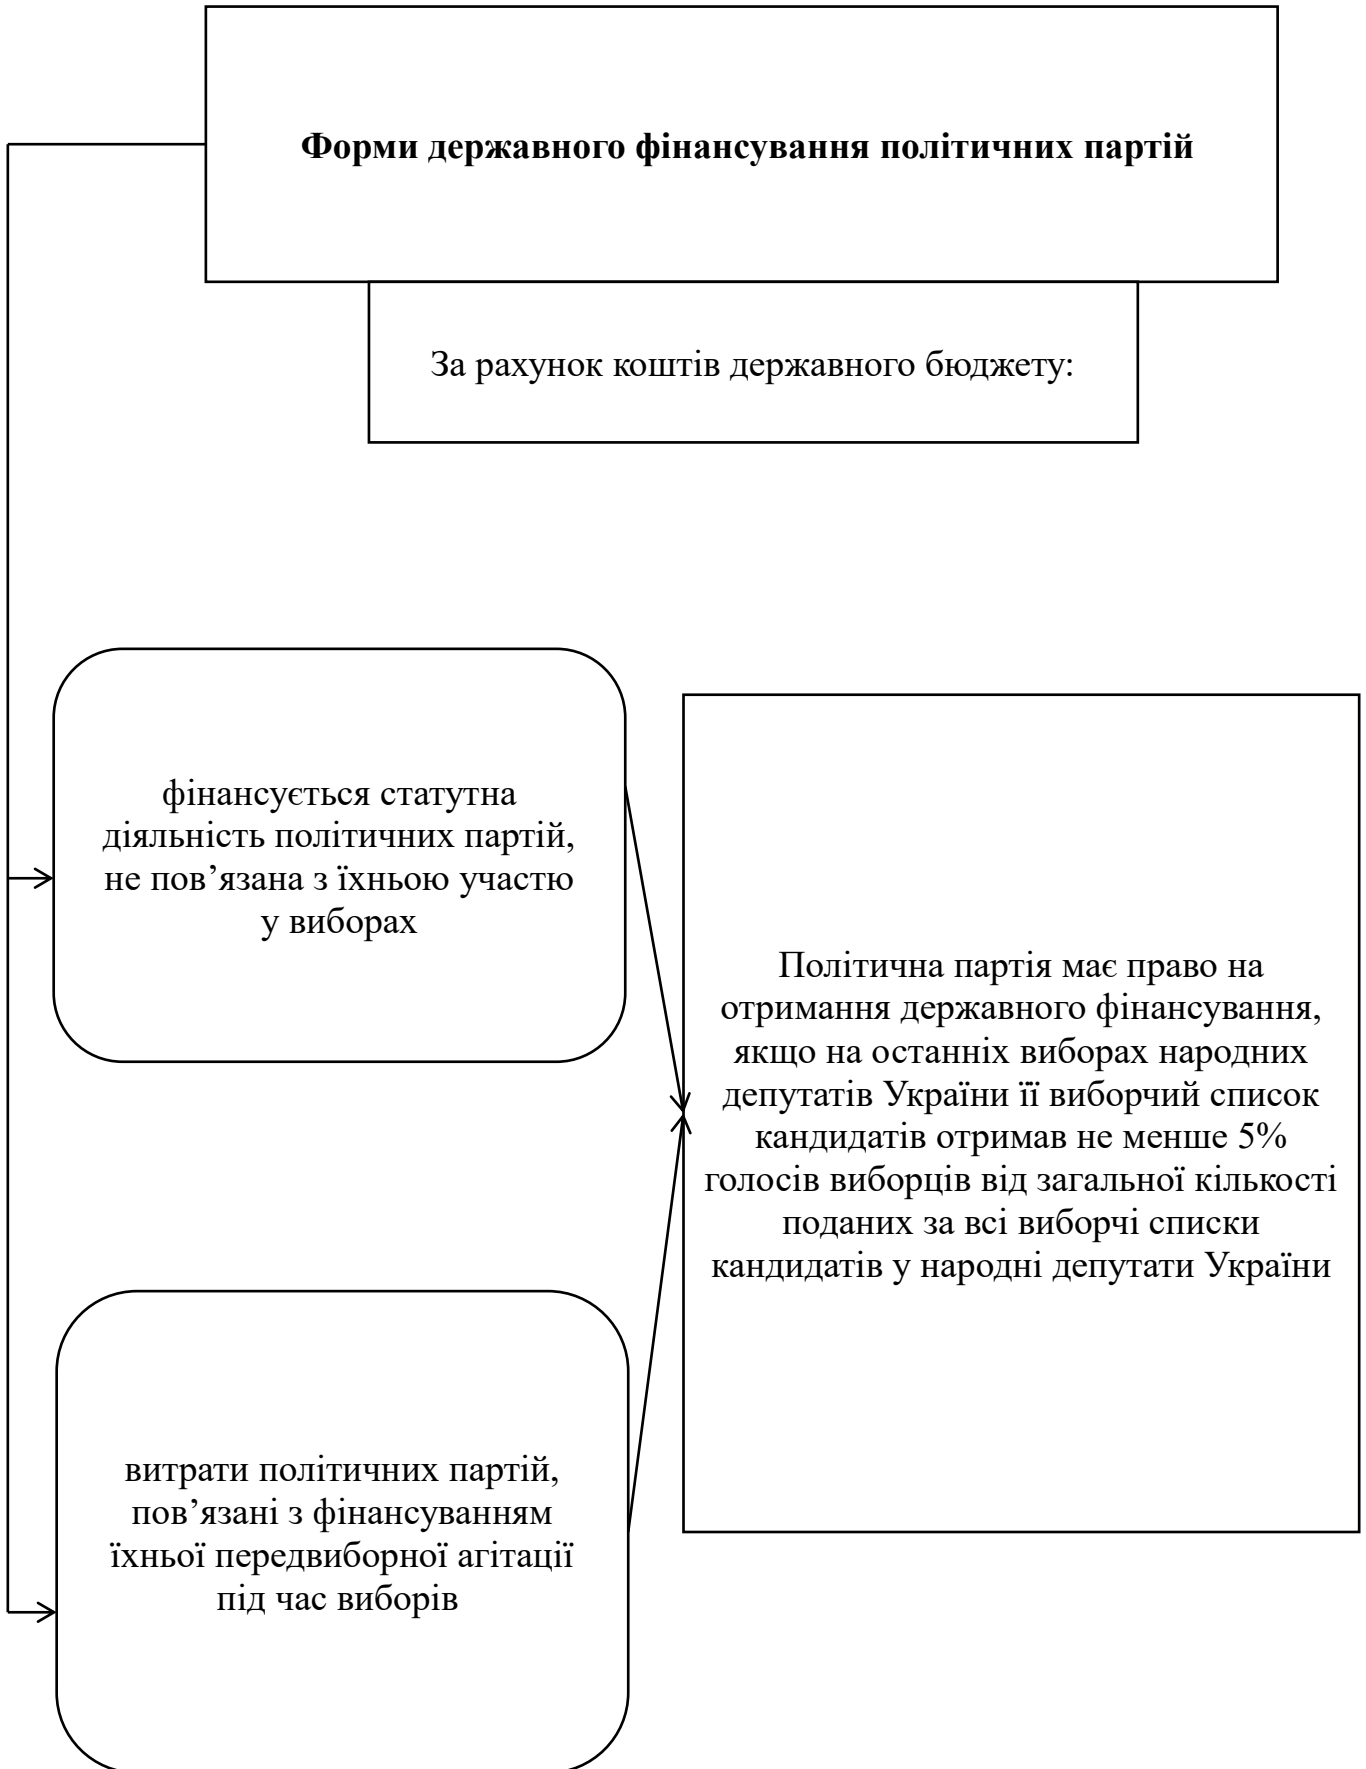 Форми державного фінансування політичних партій
За рахунок коштів державного бюджету:
фінансується статутна
діяльність політичних партій,
не пов’язана з їхньою участю
у виборах
Політична партія має право на
отримання державного фінансування,
якщо на останніх виборах народних
депутатів України її виборчий список
кандидатів отримав не менше 5%
голосів виборців від загальної кількості
поданих за всі виборчі списки
кандидатів у народні депутати України
витрати політичних партій,
пов’язані з фінансуванням
їхньої передвиборної агітації
під час виборів